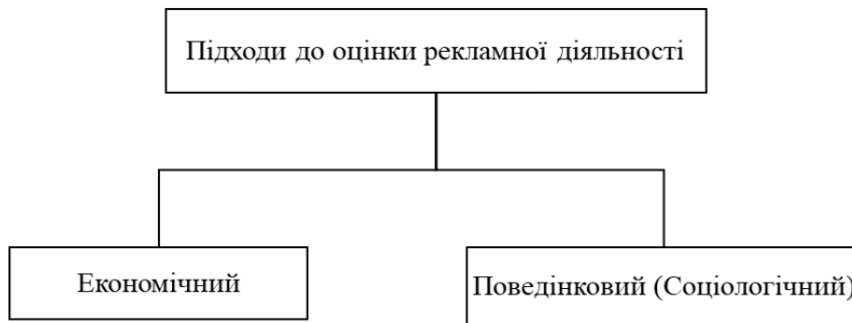 Підходи до оцінки рекламної діяльності
Економічний
Поведінковий (Соціологічний)